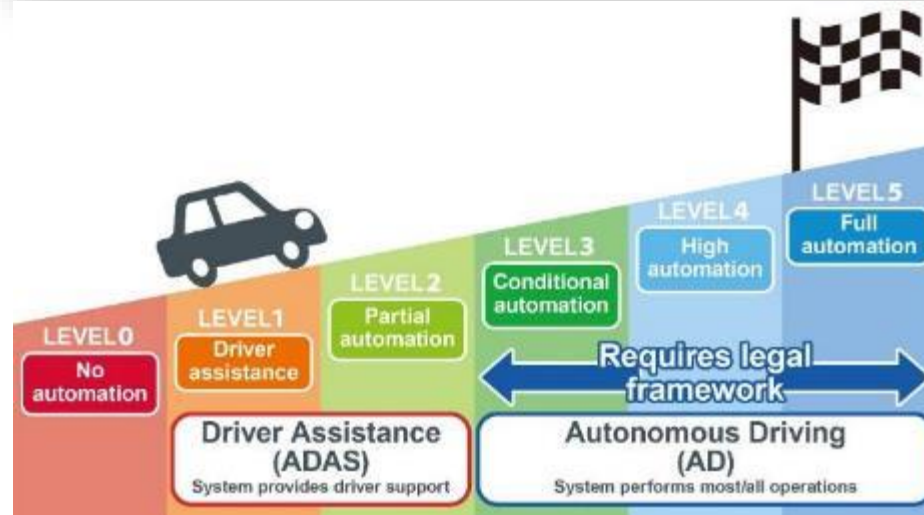 LEVEL0
No
automation
LEVEL1
Driver
assistance
LEVEL2
Partial
automation
LEVEL3
Conditional
automation
LEVEL4
High
automation
LEVEL5
Full
automation
Requires legal
framework
Driver Assistance
(ADAS)
System provides driver support
Autonomous Driving
(AD)
System performs most/all operations